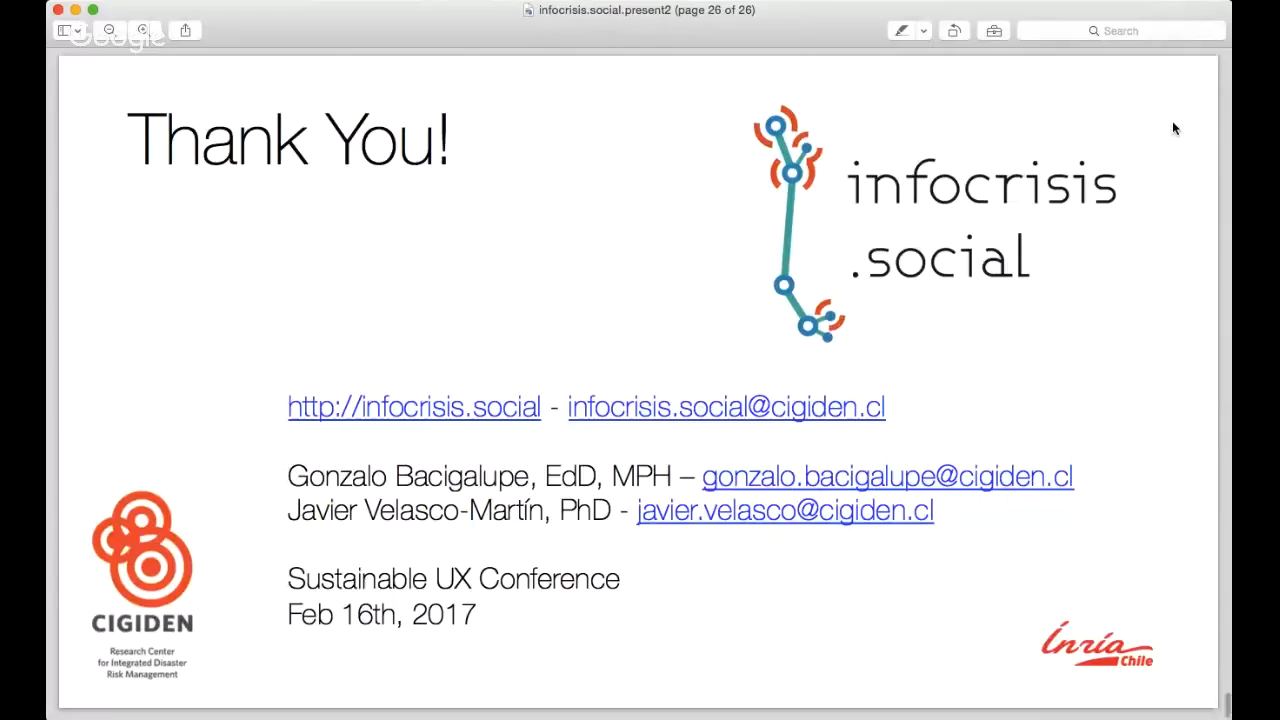 infocrisis.social.present2 (page 26 of 26)
Google
Search
Thank You!
infocrisis
.social
http://infocrisis.social - infocrisis.social@cigiden.cl
Gonzalo Bacigalupe, EdD, MPH – gonzalo.bacigalupe@cigiden.cl
Javier Velasco-Martín, PhD - javier.velasco@cigiden.cl
Sustainable UX Conference
Feb 16th, 2017
CIGIDEN
Research Center
for Integrated Disaster
Risk Management
Inria
Chile